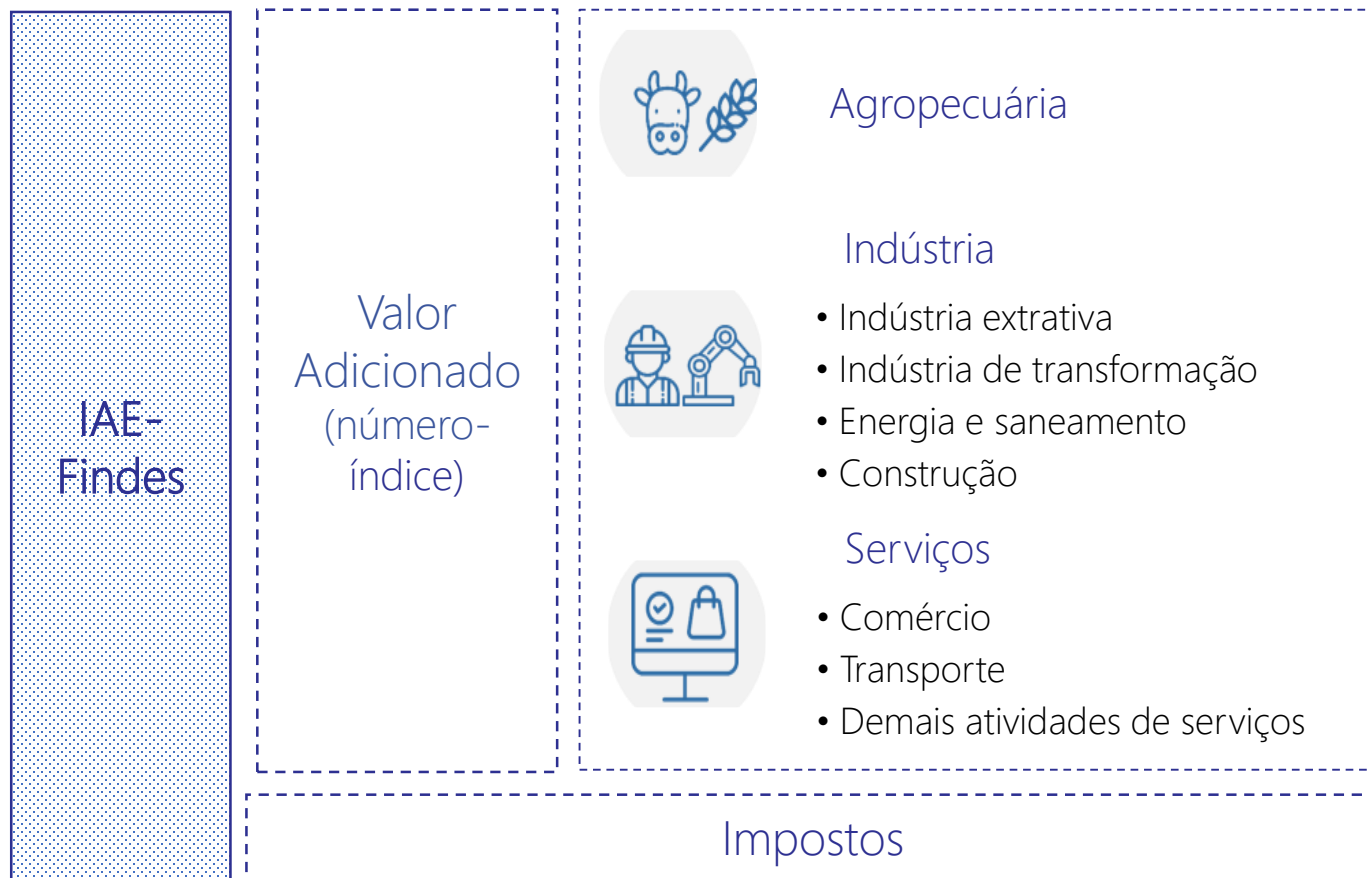 IAE-
Findes
Valor
Adicionado
(número-
índice)
Agropecuária
Indústria
• Indústria extrativa
• Indústria de transformação
• Energia e saneamento
• Construção
Serviços
• Comércio
• Transporte
• Demais atividades de serviços
Impostos